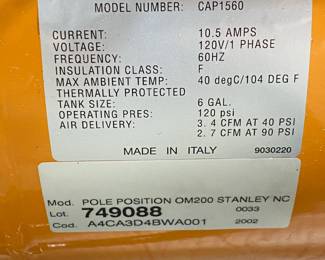 MODEL NUMBER: CAP1560
CURRENT: 10.5 AMPS
VOLTAGE: 120V/1 PHASE
FREQUENCY: 60HZ
INSULATION CLASS: F
MAX AMBIENT TEMP: 40 degC/104 DEG F
THERMALLY PROTECTED
TANK SIZE: 6 GAL.
OPERATING PRES: 120 psi
AIR DELIVERY: 3.4 CFM AT 40 PSI
2.7 CFM AT 90 PSI
MADE IN ITALY 9030220
Mod. POLE POSITION OM200 STANLEY NC
Lot. 749088 0033
Cod. A4CA3D4BWA001 2002